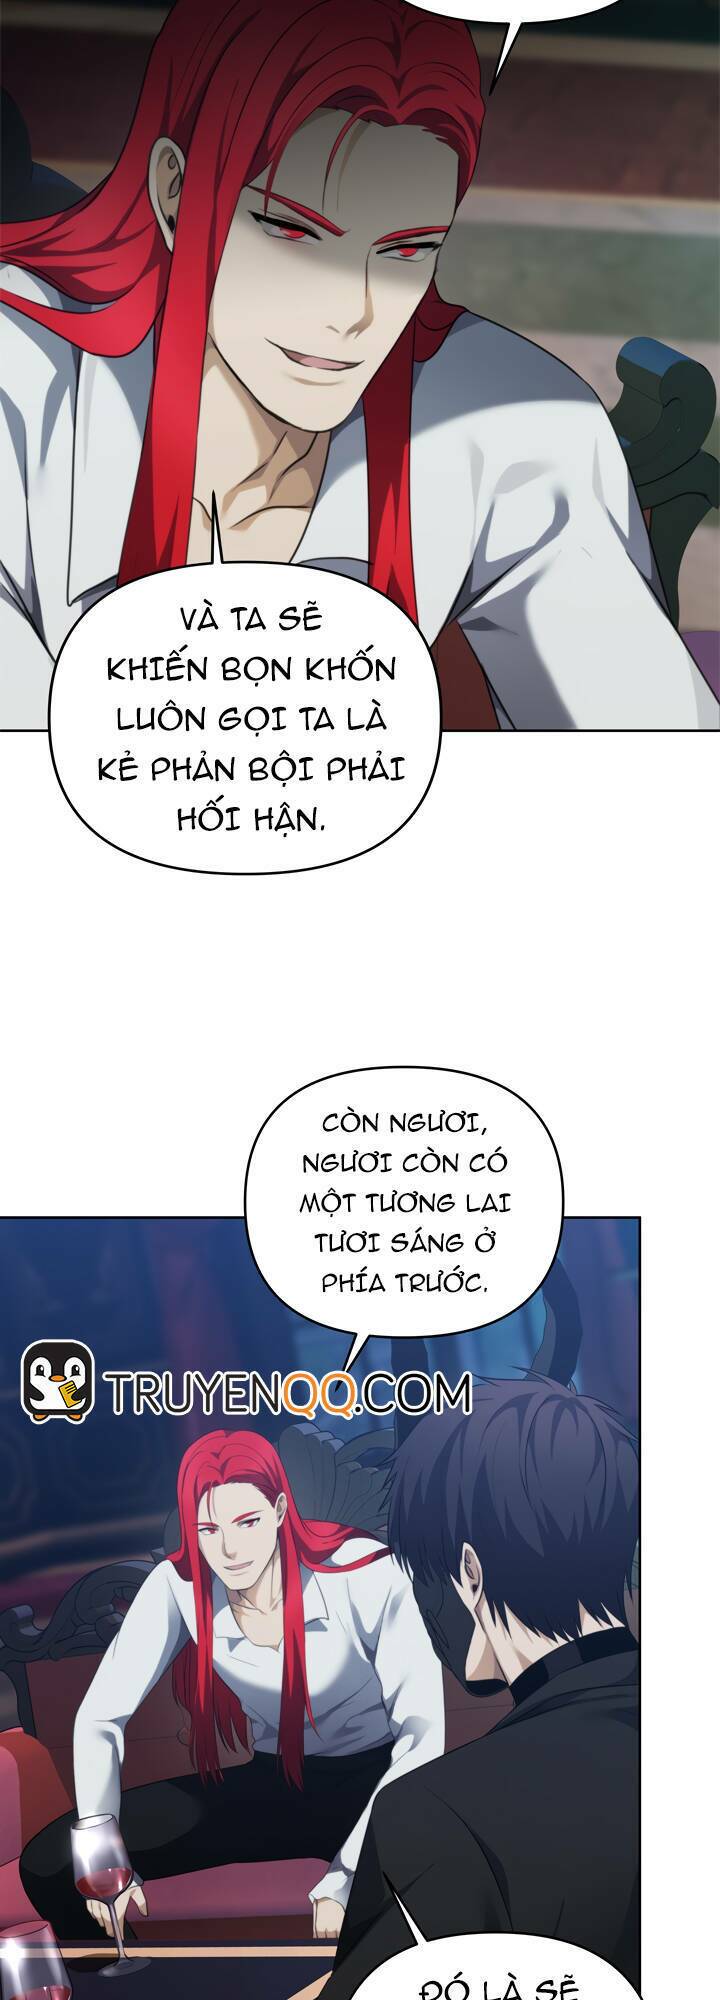 VÀ TA SẼ
KHIẾN BỌN KHỐN
LUÔN GỌI TA LÀ
KẺ PHẢN BỘI PHẢI
HỐI HẬN.
CÒN NGƯƠI,
NGƯƠI CÒN CÓ
MỘT TƯƠNG LAI
TƯƠI SÁNG Ở
PHÍA TRƯỚC.
TRUYENQQ.COM
ĐÓ LÀ SẼ